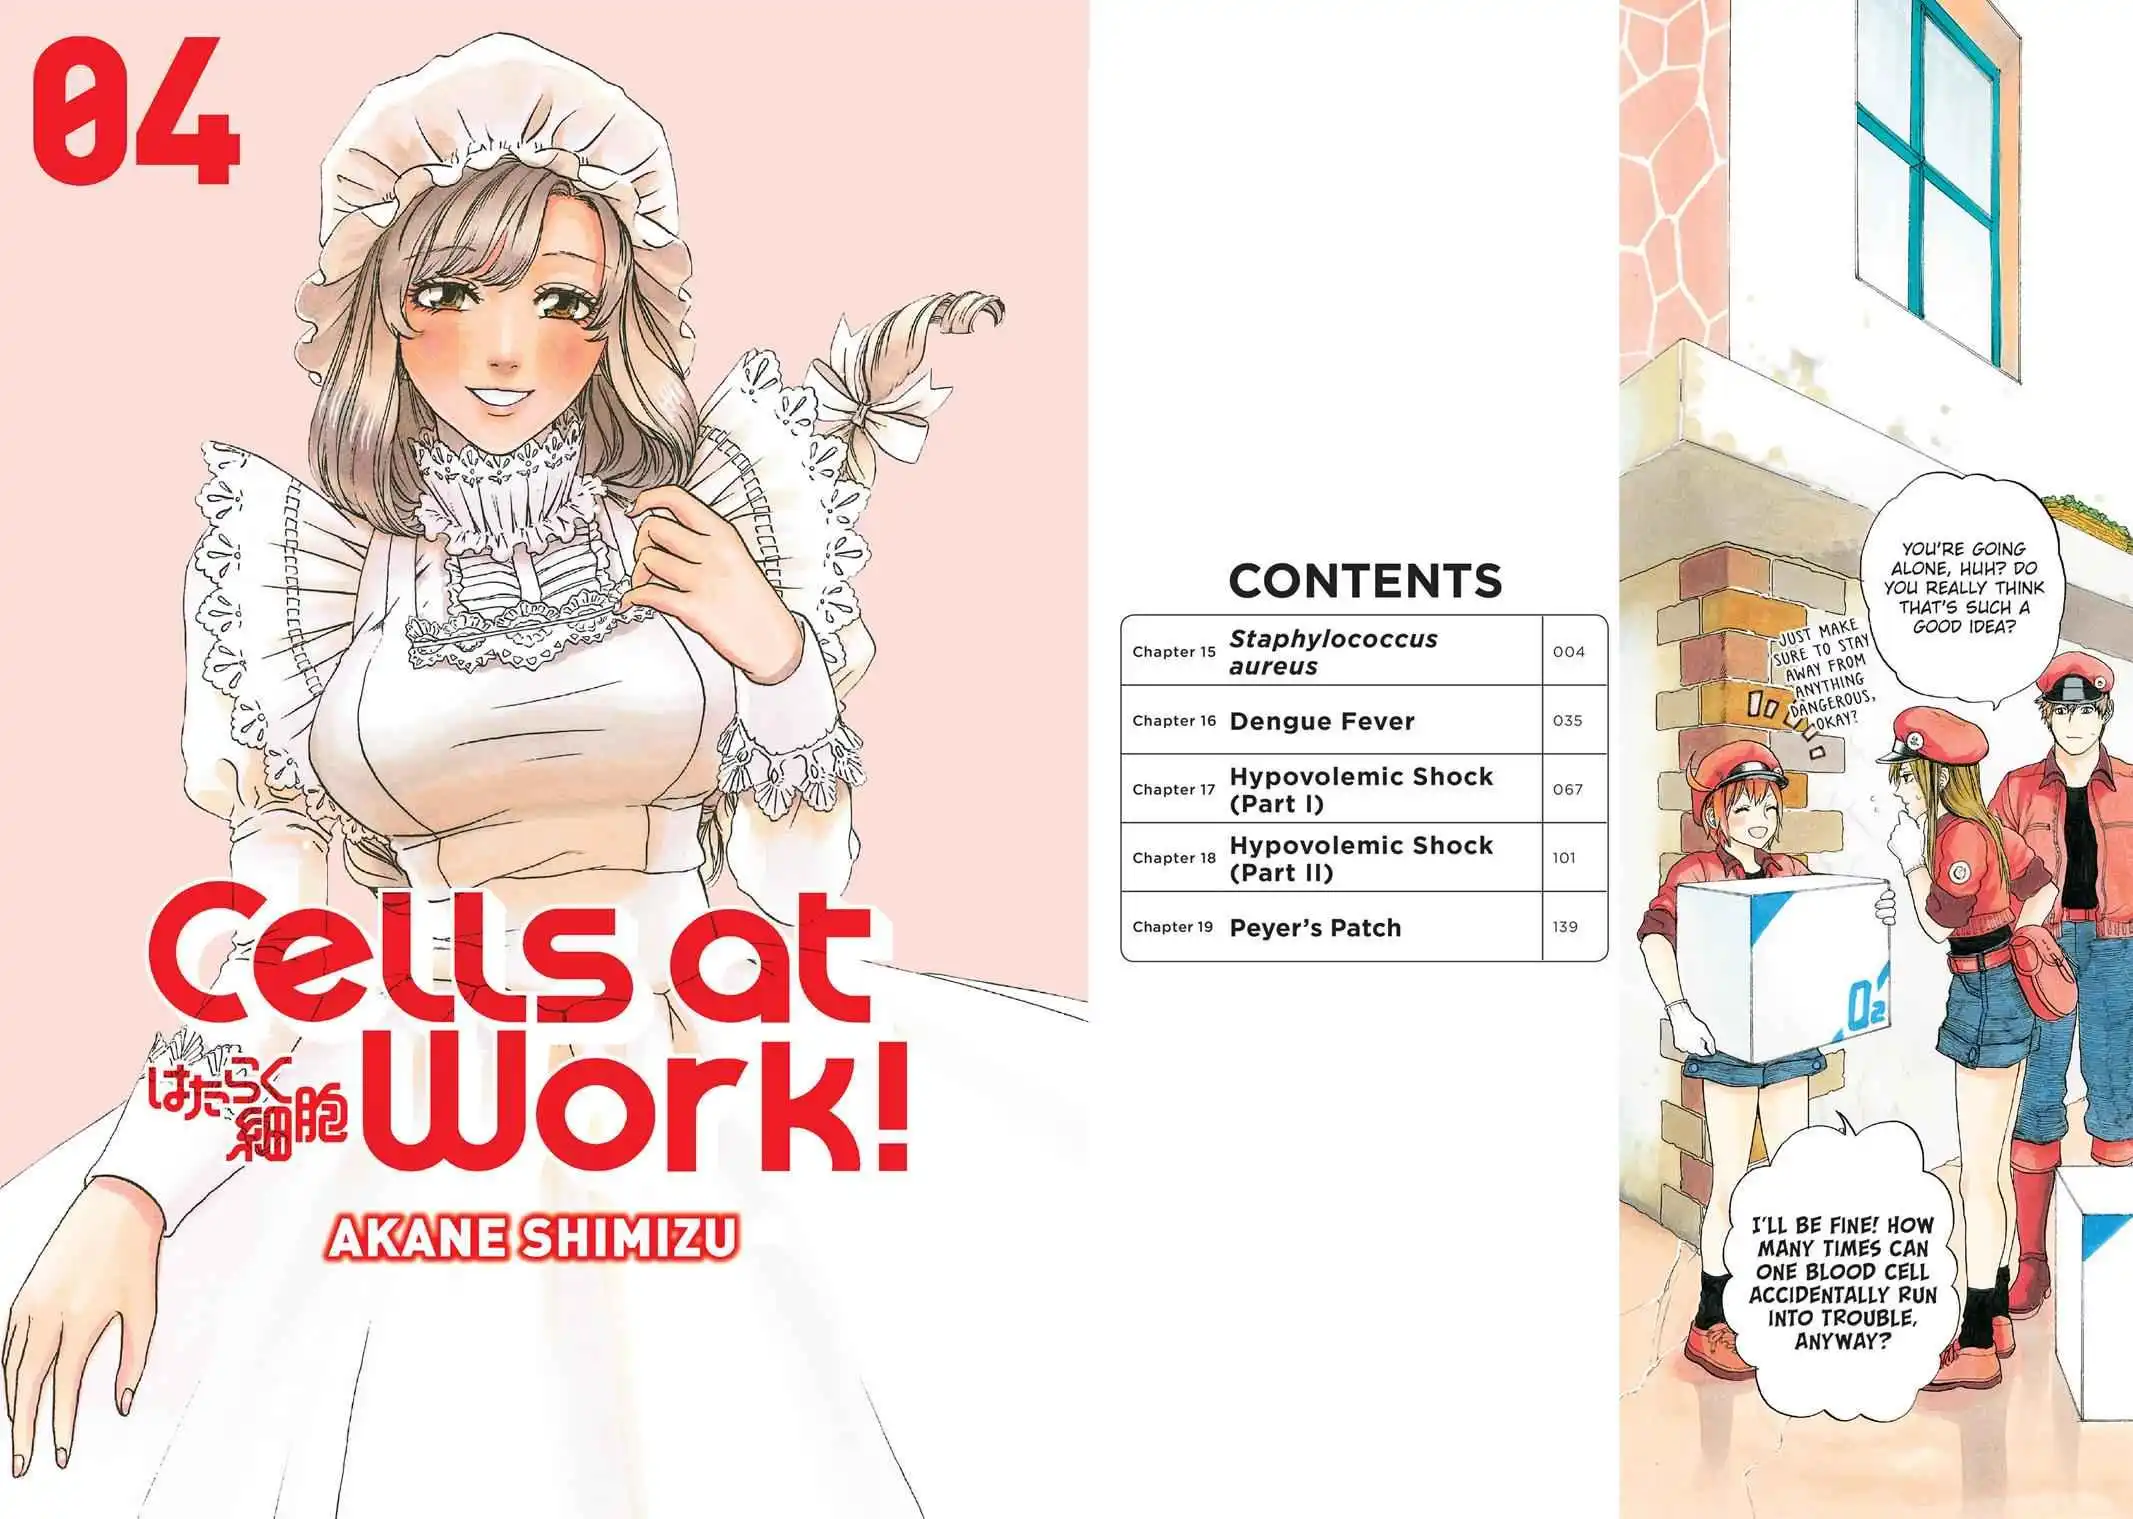 04
Cells at
Work!
はたらく
細胞
AKANE SHIMIZU
CONTENTS
Chapter 15 Staphylococcus
aureus 004
Chapter 16 Dengue Fever 035
Chapter 17 Hypovolemic Shock
(Part I) 067
Chapter 18 Hypovolemic Shock
(Part II) 101
Chapter 19 Peyer's Patch 139
YOU'RE GOING
ALONE, HUH? DO
YOU REALLY THINK
THAT'S SUCH A
GOOD IDEA?
JUST MAKE
SURE TO STAY
AWAY FROM
ANYTHING
DANGEROUS,
OKAY?
O2
I'LL BE FINE! HOW
MANY TIMES CAN
ONE BLOOD CELL
ACCIDENTALLY RUN
INTO TROUBLE,
ANYWAY?